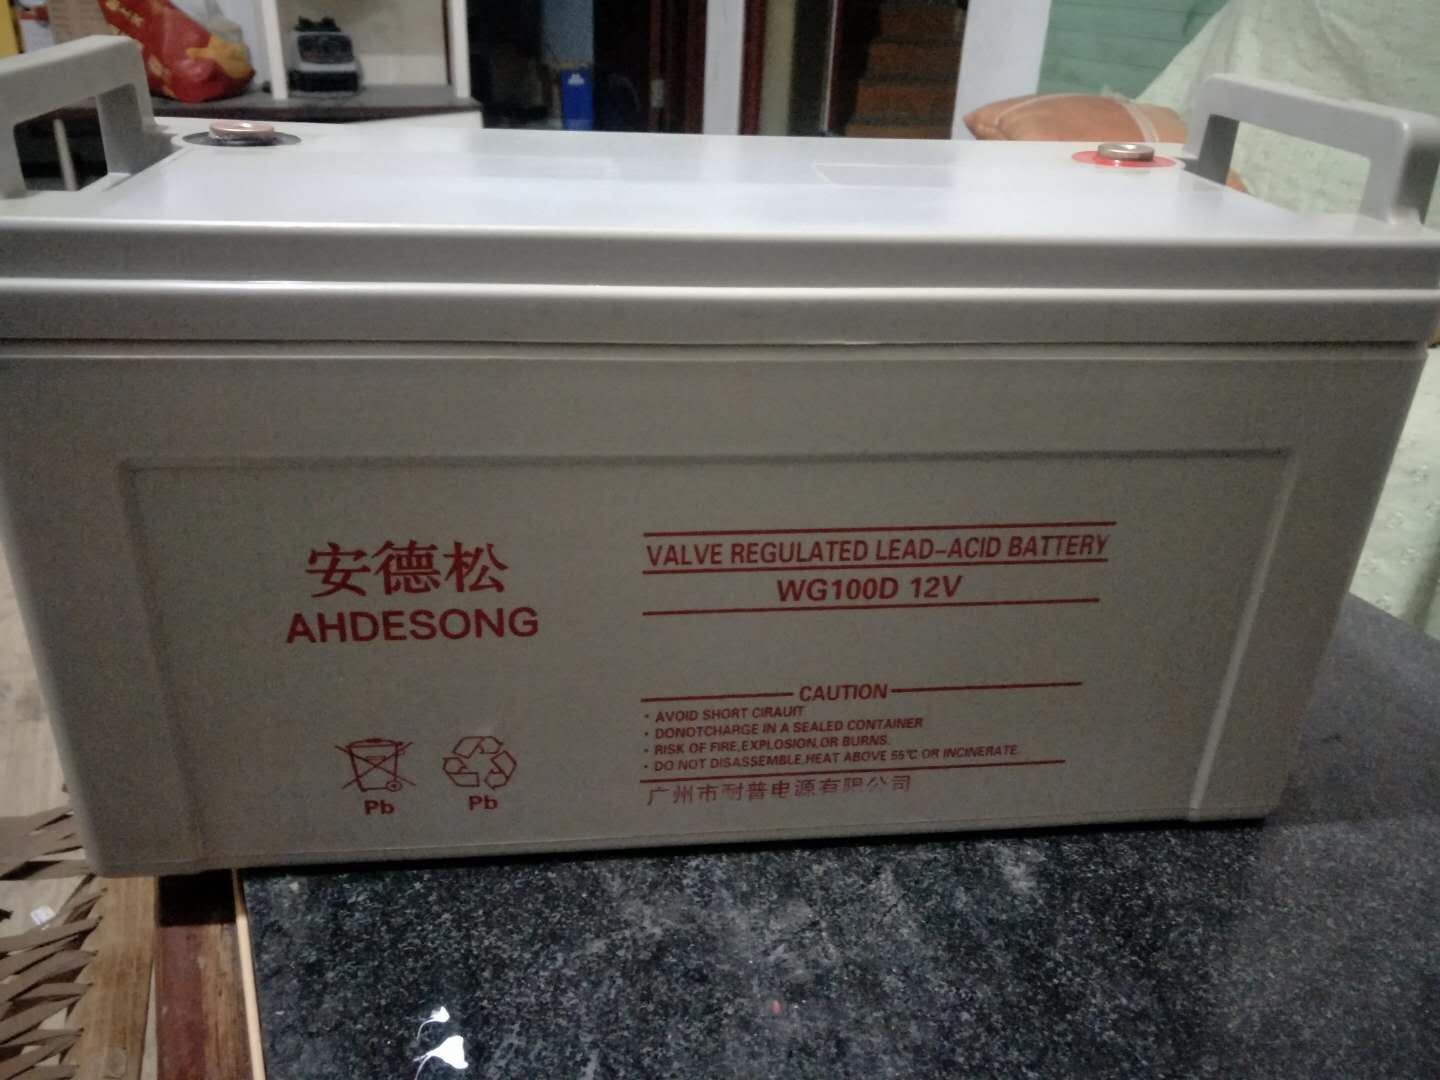 安德松
AHDESONG
Pb
Pb
VALVE REGULATED LEAD-ACID BATTERY
WG100D 12V
CAUTION
· AVOID SHORT CIRAUIT
· DONOTCHARGE IN A SEALED CONTAINER
· RISK OF FIRE,EXPLOSION,OR BURNS.
· DO NOT DISASSEMBLE,HEAT ABOVE 55℃ OR INCINERATE.
广州市耐普电源有限公司